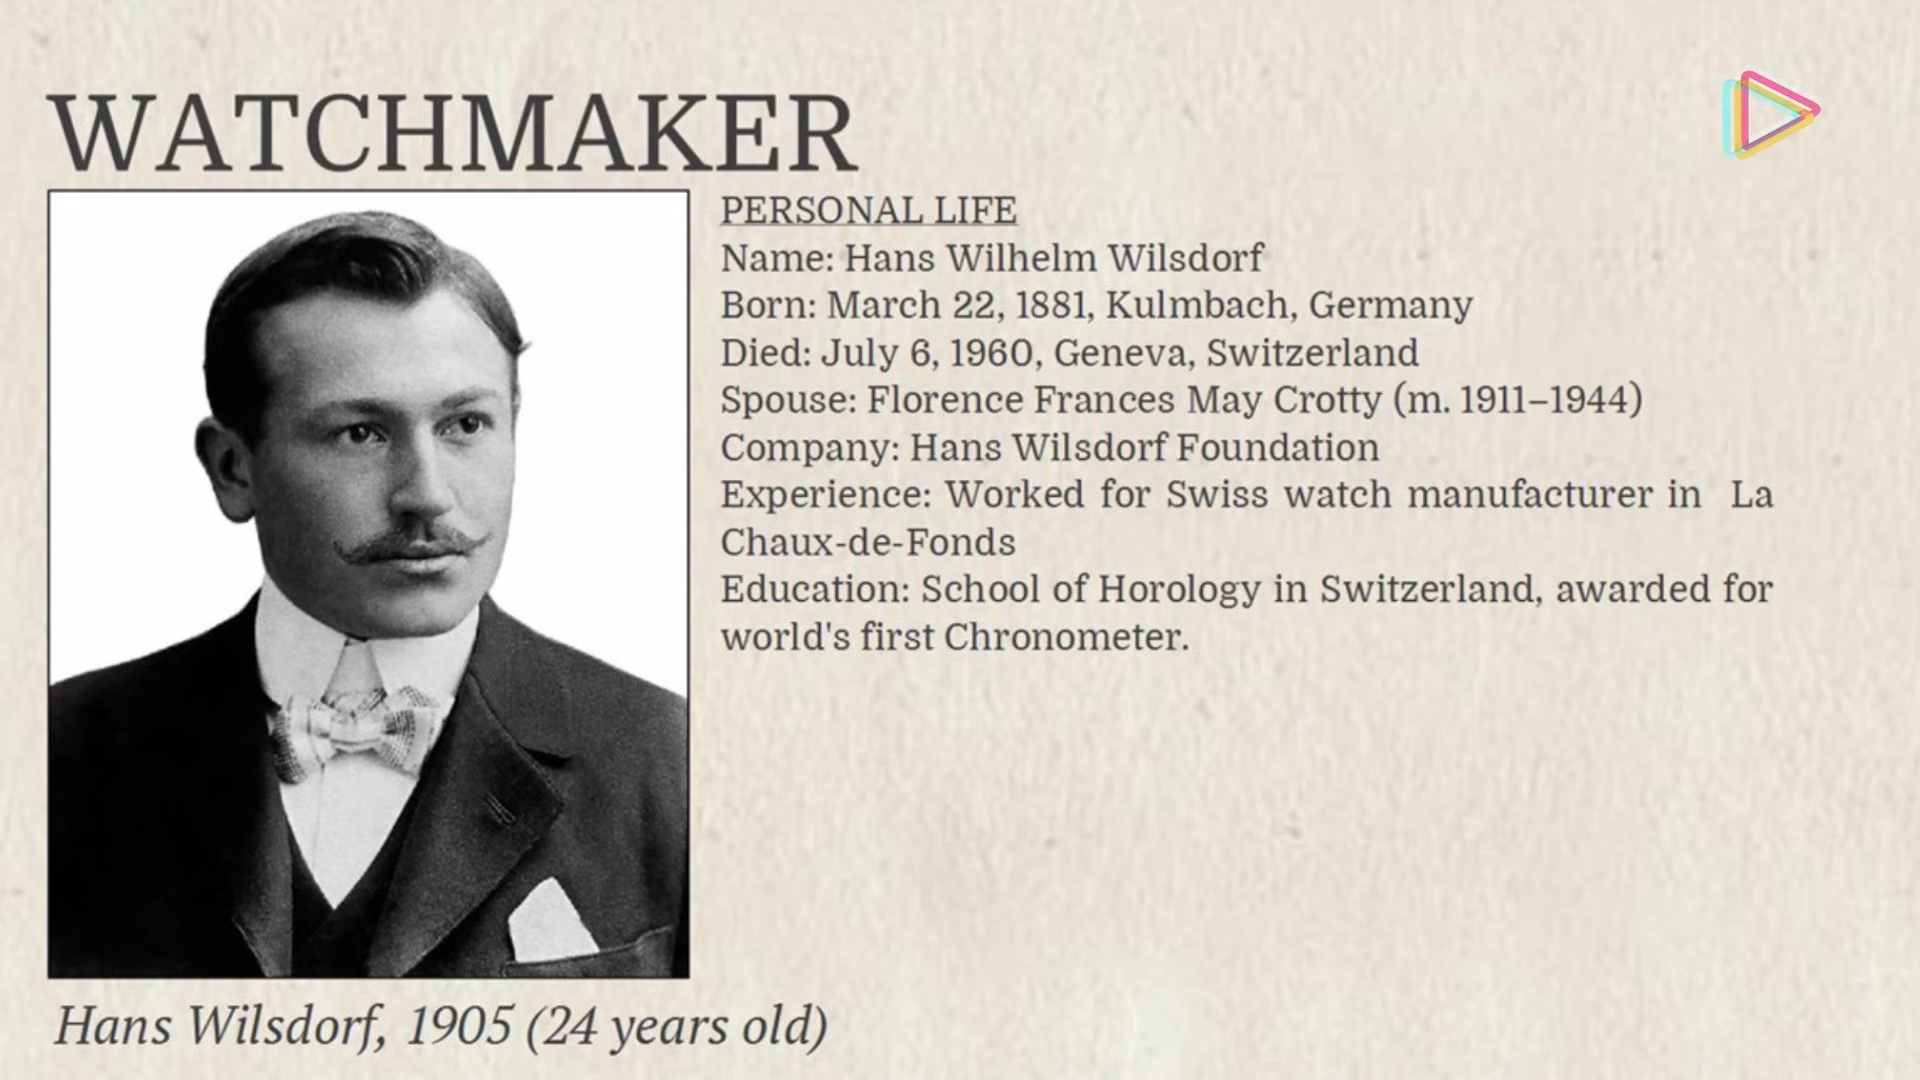 WATCHMAKER
PERSONAL LIFE
Name: Hans Wilhelm Wilsdorf
Born: March 22, 1881, Kulmbach, Germany
Died: July 6, 1960, Geneva, Switzerland
Spouse: Florence Frances May Crotty (m. 1911–1944)
Company: Hans Wilsdorf Foundation
Experience: Worked for Swiss watch manufacturer in La
Chaux-de-Fonds
Education: School of Horology in Switzerland, awarded for
world's first Chronometer.
Hans Wilsdorf, 1905 (24 years old)